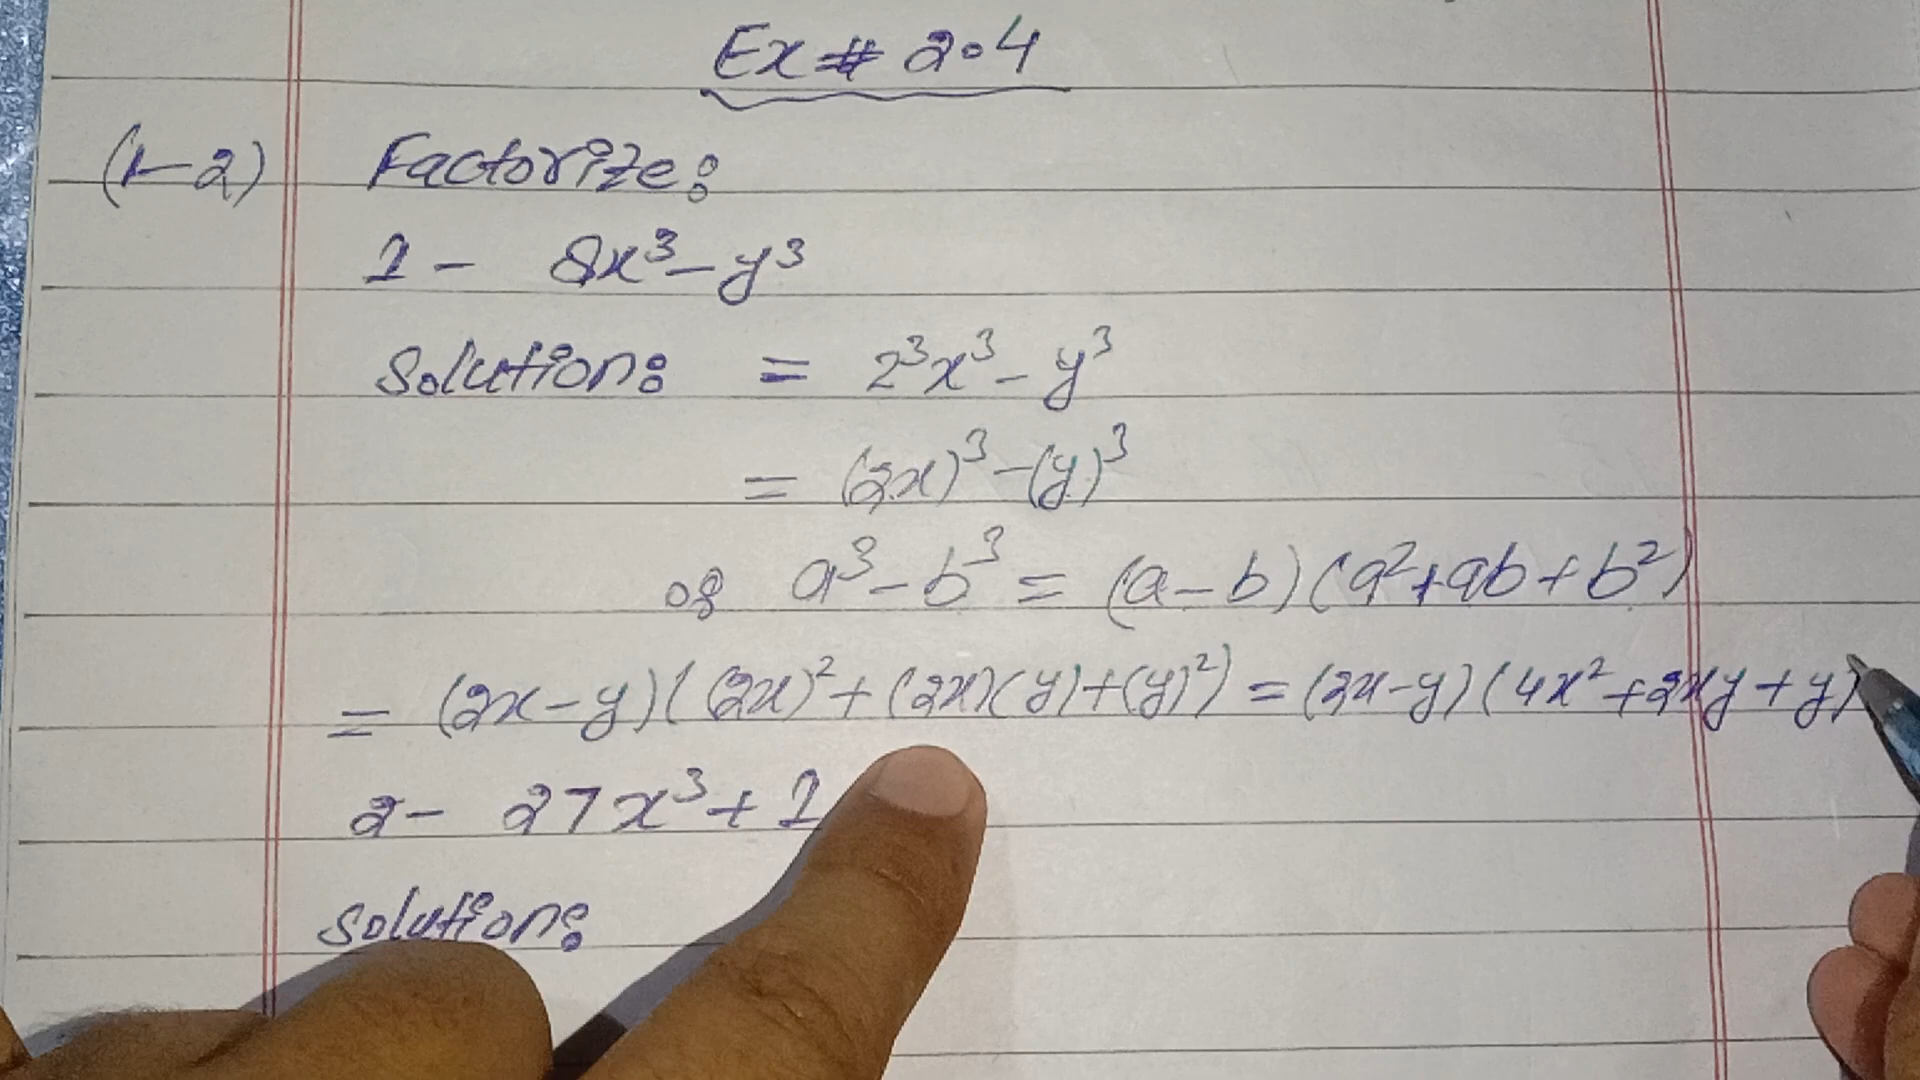 Ex # 2.4
(1-2) Factorize:
1- 8x³-y³
Solution: = 2³x³-y³
= (2x)³-(y)³
∴ a³-b³ = (a-b)(a²+ab+b²)
= (2x-y)((2x)²+(2x)(y)+(y)²) = (2x-y)(4x²+2xy+y)
2- 27x³+1
Solution: